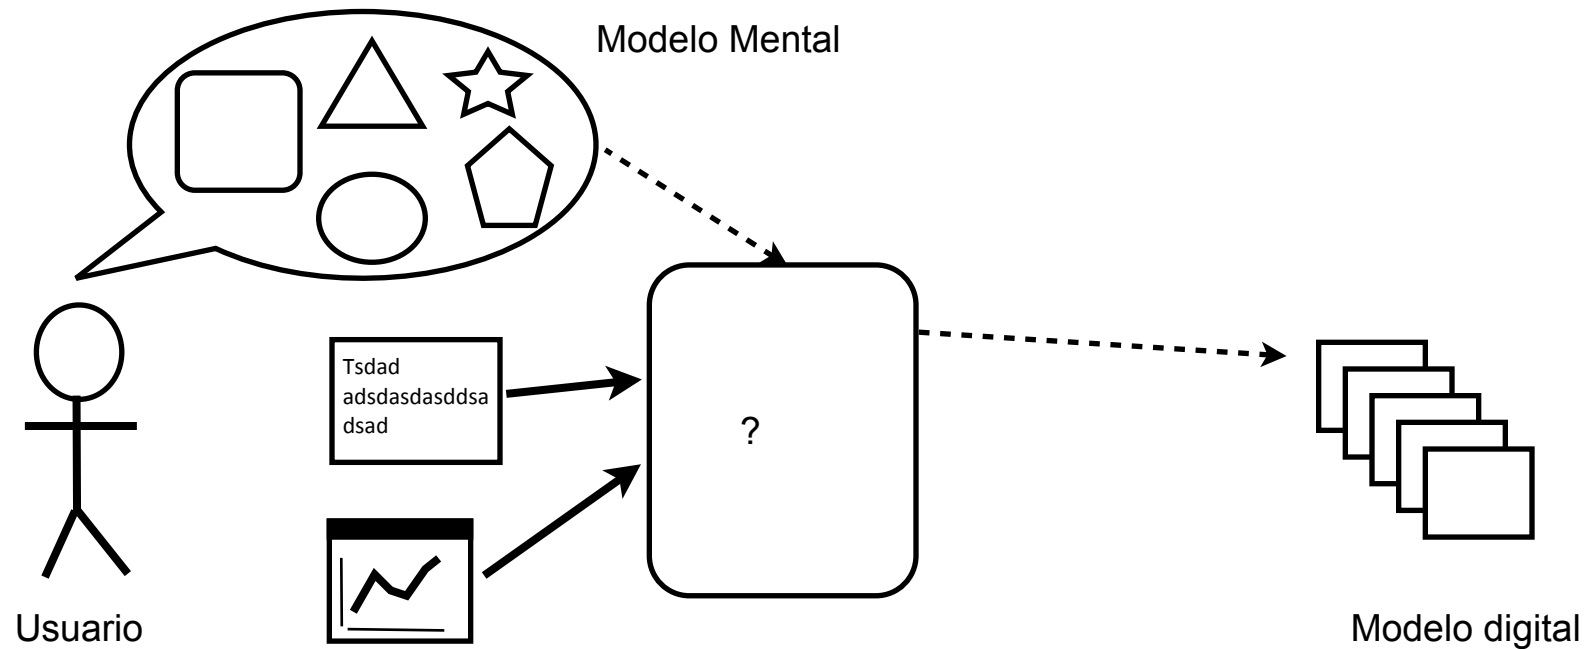 Modelo Mental
Tsdad
adsdasdasddsa
dsad
?
Usuario
Modelo digital